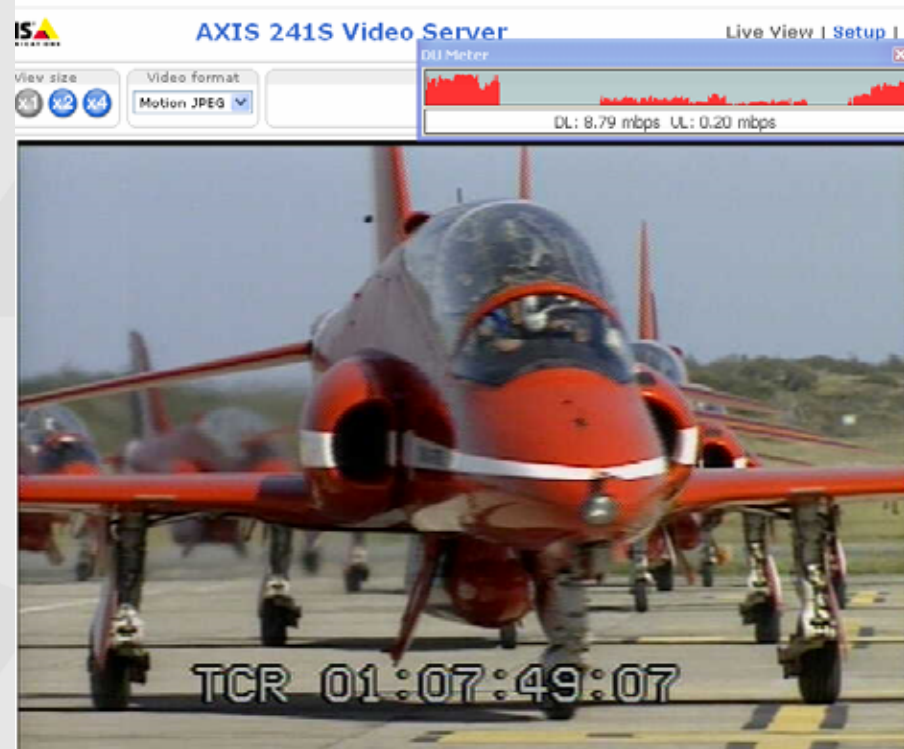 AXIS 241S Video Server
Live View | Setup |
DU Meter
View size
Video format
x1 x2 x4
Motion JPEG
DL: 8.79 mbps UL: 0.20 mbps
TCR 01:07:49:07